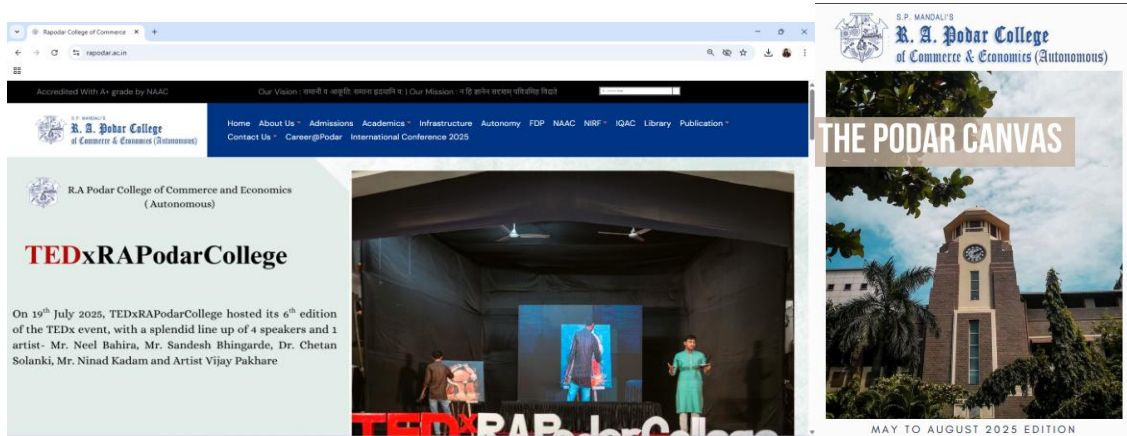 Rapodar College of Commerce
rapodar.ac.in
Accredited With A+ grade by NAAC
Our Vision : समानी व आकूति: समाना हृदयानि व: | Our Mission : न हि ज्ञानेन सदृशम् पवित्रमिह विद्यते
S.P. MANDALI'S
R. A. Podar College
of Commerce & Economics (Autonomous)
Home About Us Admissions Academics Infrastructure Autonomy FDP NAAC NIRF IQAC Library Publication
Contact Us Career@Podar International Conference 2025
R.A Podar College of Commerce and Economics
( Autonomous)
TEDxRAPodarCollege
On 19th July 2025, TEDxRAPodarCollege hosted its 6th edition
of the TEDx event, with a splendid line up of 4 speakers and 1
artist- Mr. Neel Bahira, Mr. Sandesh Bhingarde, Dr. Chetan
Solanki, Mr. Ninad Kadam and Artist Vijay Pakhare
TEDxRAPodarCollege
S.P. MANDALI'S
R. A. Podar College
of Commerce & Economics (Autonomous)
THE PODAR CANVAS
MAY TO AUGUST 2025 EDITION